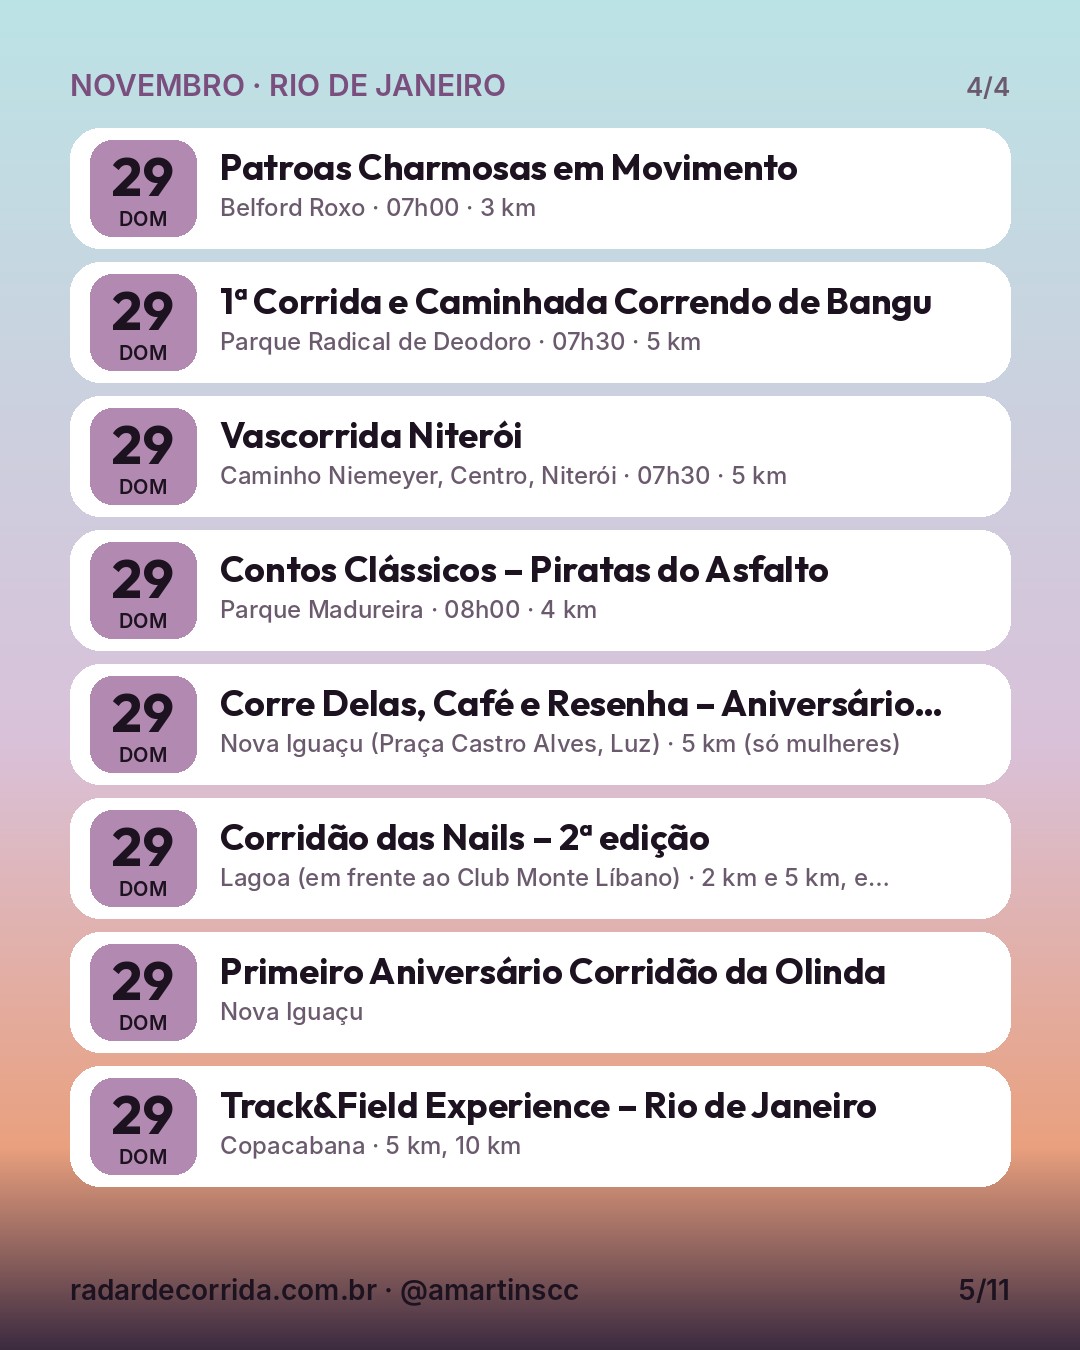 NOVEMBRO · RIO DE JANEIRO
4/4
29
DOM
Patroas Charmosas em Movimento
Belford Roxo · 07h00 · 3 km
29
DOM
1ª Corrida e Caminhada Correndo de Bangu
Parque Radical de Deodoro · 07h30 · 5 km
29
DOM
Vascorrida Niterói
Caminho Niemeyer, Centro, Niterói · 07h30 · 5 km
29
DOM
Contos Clássicos – Piratas do Asfalto
Parque Madureira · 08h00 · 4 km
29
DOM
Corre Delas, Café e Resenha – Aniversário...
Nova Iguaçu (Praça Castro Alves, Luz) · 5 km (só mulheres)
29
DOM
Corridão das Nails – 2ª edição
Lagoa (em frente ao Club Monte Líbano) · 2 km e 5 km, e...
29
DOM
Primeiro Aniversário Corridão da Olinda
Nova Iguaçu
29
DOM
Track&Field Experience – Rio de Janeiro
Copacabana · 5 km, 10 km
radardecorrida.com.br · @amartinscc
5/11